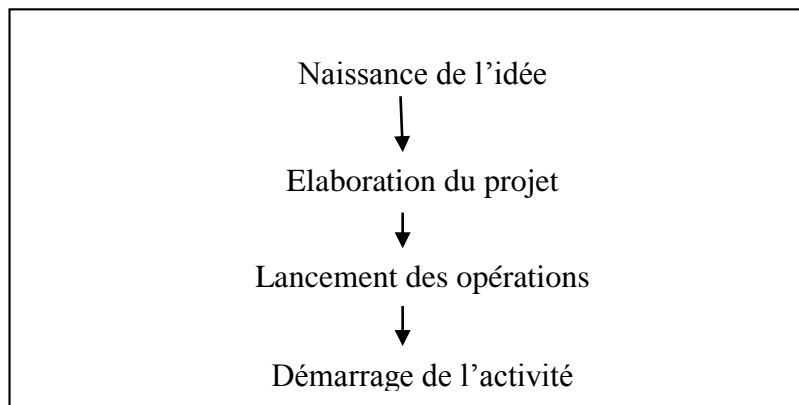 Naissance de l’idée
Elaboration du projet
Lancement des opérations
Démarrage de l’activité